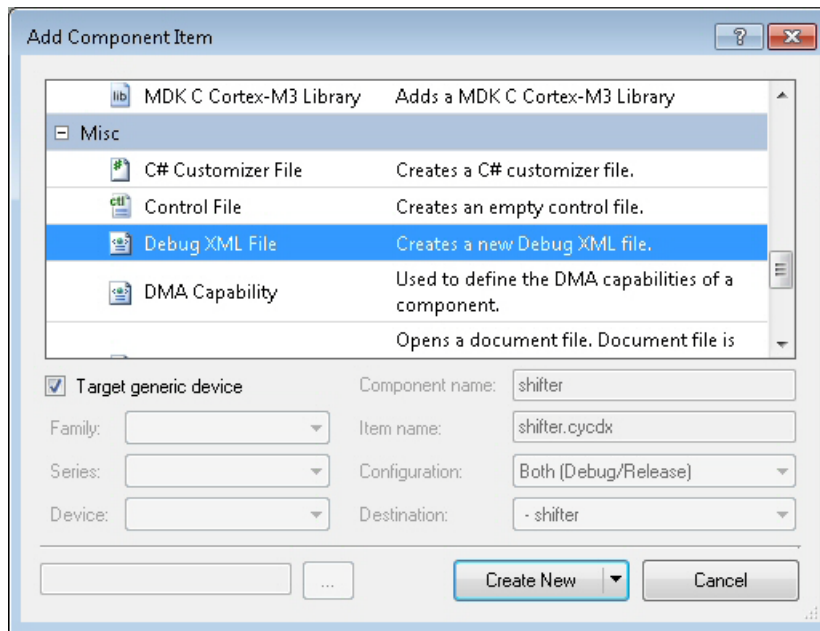 Add Component Item
lib MDK C Cortex-M3 Library Adds a MDK C Cortex-M3 Library
Misc
C# Customizer File Creates a C# customizer file.
ctl Control File Creates an empty control file.
Debug XML File Creates a new Debug XML file.
DMA Capability Used to define the DMA capabilities of a
component.
Opens a document file. Document file is
Target generic device Component name: shifter
Family: Item name: shifter.cycdx
Series: Configuration: Both (Debug/Release)
Device: Destination: - shifter
... Create New Cancel